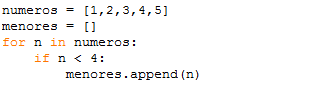 numeros = [1,2,3,4,5]
menores = []
for n in numeros:
    if n < 4:
        menores.append(n)